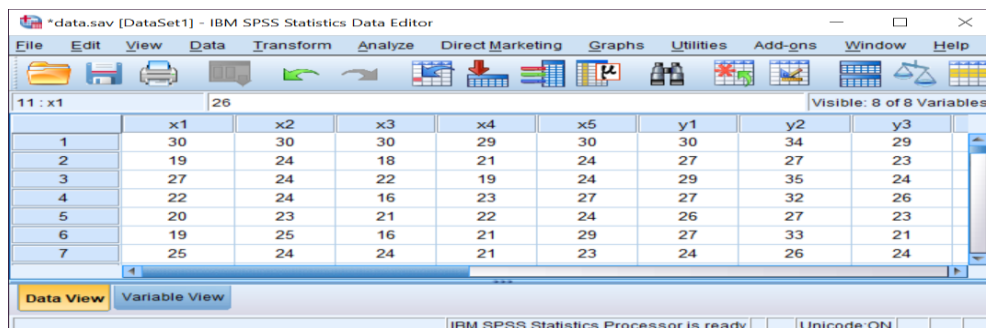 *data.sav [DataSet1] - IBM SPSS Statistics Data Editor
File Edit View Data Transform Analyze Direct Marketing Graphs Utilities Add-ons Window Help
μ
11 : x1 26 Visible: 8 of 8 Variables
x1 x2 x3 x4 x5 y1 y2 y3
1 30 30 30 29 30 30 34 29
2 19 24 18 21 24 27 27 23
3 27 24 22 19 24 29 35 24
4 22 24 16 23 27 27 32 26
5 20 23 21 22 24 26 27 23
6 19 25 16 21 29 27 33 21
7 25 24 24 21 23 24 26 24
Data View Variable View
IBM SPSS Statistics Processor is ready Unicode:ON